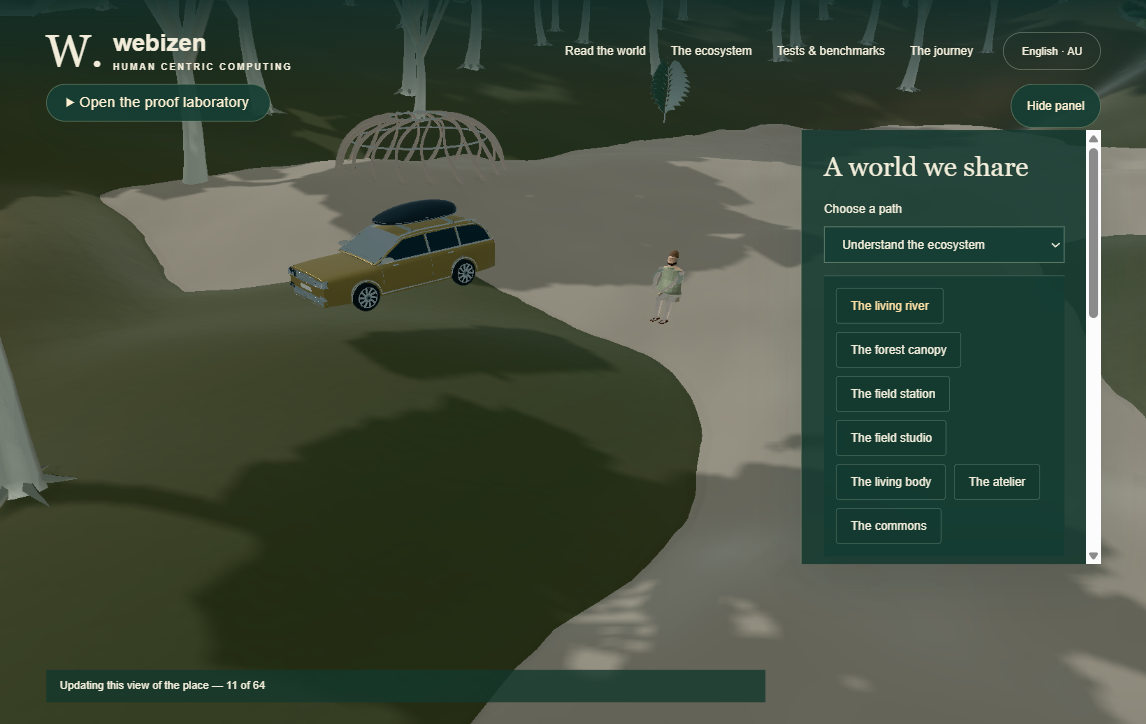 W.
webizen
HUMAN CENTRIC COMPUTING
Read the world
The ecosystem
Tests & benchmarks
The journey
English · AU
Open the proof laboratory
Hide panel
A world we share
Choose a path
Understand the ecosystem
The living river
The forest canopy
The field station
The field studio
The living body
The atelier
The commons
Updating this view of the place — 11 of 64